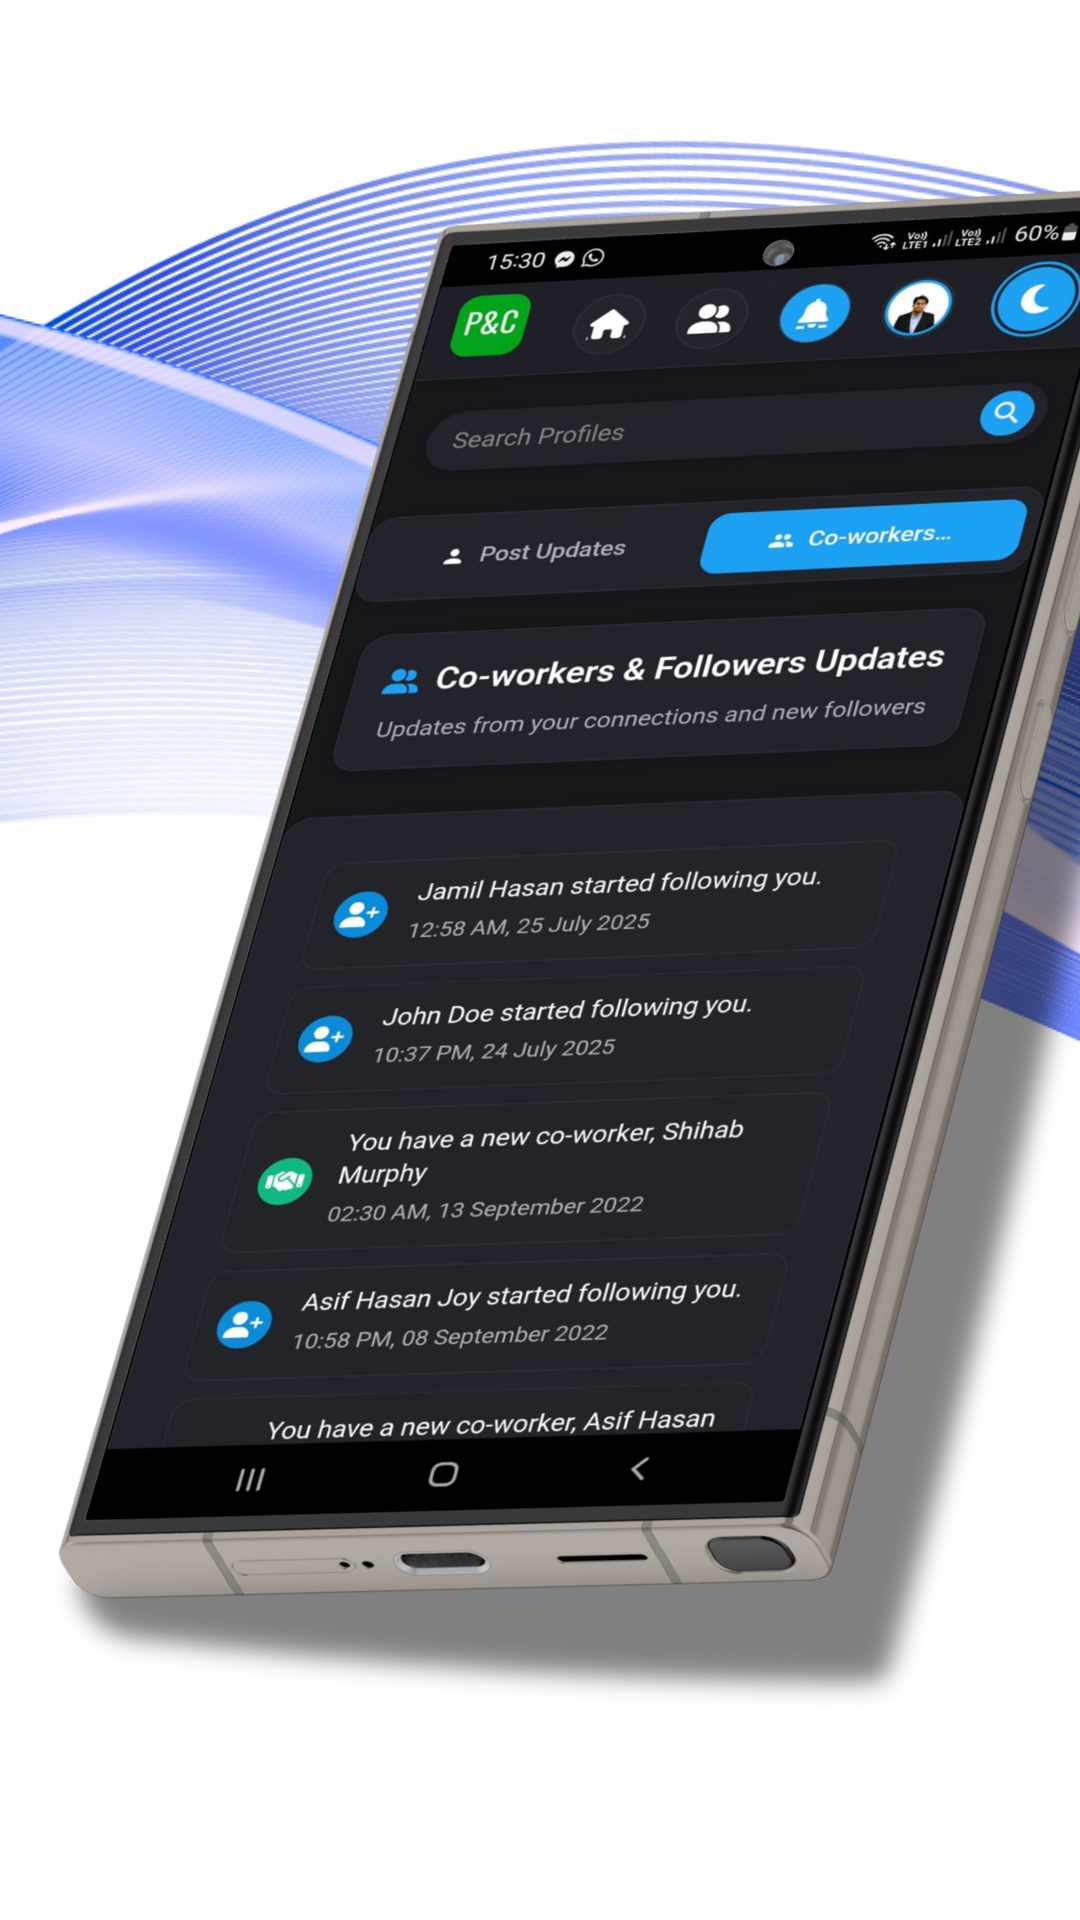 15:30
Vo)) LTE1 Vo)) LTE2 60%
P&C
Search Profiles
Post Updates
Co-workers...
Co-workers & Followers Updates
Updates from your connections and new followers
Jamil Hasan started following you.
12:58 AM, 25 July 2025
John Doe started following you.
10:37 PM, 24 July 2025
You have a new co-worker, Shihab
Murphy
02:30 AM, 13 September 2022
Asif Hasan Joy started following you.
10:58 PM, 08 September 2022
You have a new co-worker, Asif Hasan